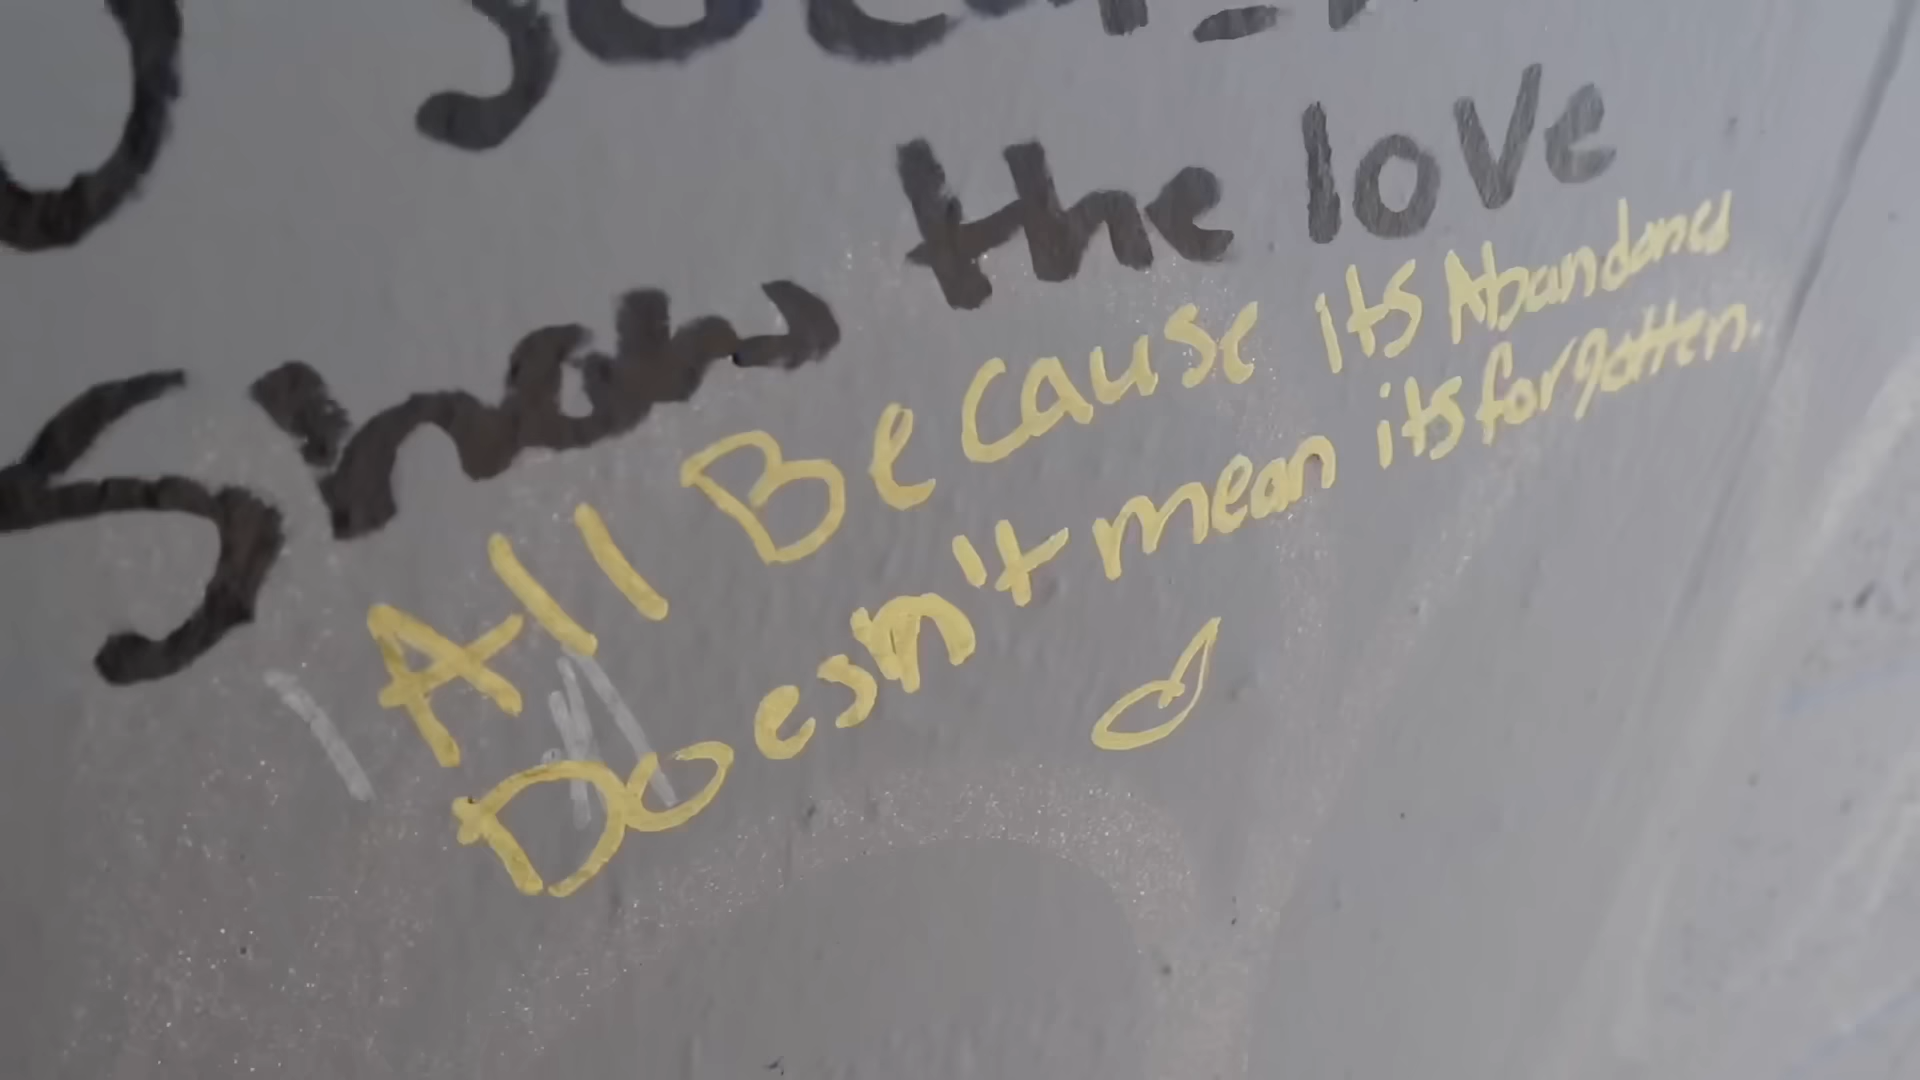 Show the love
All Because its Abandoned
Doesn't mean its forgotten.